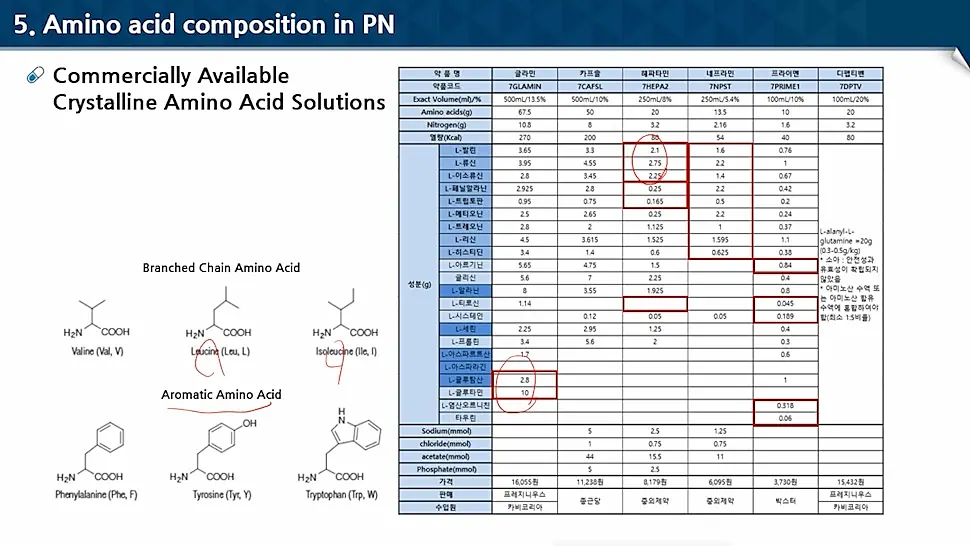 5. Amino acid composition in PN
Commercially Available
Crystalline Amino Acid Solutions
Branched Chain Amino Acid
H₂N COOH
Valine (Val, V)
H₂N COOH
Leucine (Leu, L)
H₂N COOH
Isoleucine (Ile, I)
Aromatic Amino Acid
H₂N COOH
Phenylalanine (Phe, F)
OH
H₂N COOH
Tyrosine (Tyr, Y)
H
N
H₂N COOH
Tryptophan (Trp, W)
약 품 명 글라민 카프솔 헤파타민 네프라민 프라이멘 디펩티벤
약품코드 7GLAMIN 7CAFSL 7HEPA2 7NPST 7PRIME1 7DPTV
Exact Volume(ml)/% 500mL/13.5% 500mL/10% 250mL/8% 250mL/5.4% 100mL/10% 100mL/20%
Amino acids(g) 67.5 50 20 13.5 10 20
Nitrogen(g) 10.8 8 3.2 2.16 1.6 3.2
열량(Kcal) 270 200 80 54 40 80
성분(g)
L-발린 3.65 3.3 2.1 1.6 0.76
L-류신 3.95 4.55 2.75 2.2 1
L-이소류신 2.8 3.45 2.25 1.4 0.67
L-페닐알라닌 2.925 2.8 0.25 2.2 0.42
L-트립토판 0.95 0.75 0.165 0.5 0.2
L-메티오닌 2.5 2.65 0.25 2.2 0.24
L-트레오닌 2.8 2 1.125 1 0.37
L-리신 4.5 3.615 1.525 1.595 1.1
L-히스티딘 3.4 1.4 0.6 0.625 0.38
L-아르기닌 5.65 4.75 1.5 0.84
글리신 5.6 7 2.25 0.4
L-알라닌 8 3.55 1.925 0.8
L-티로신 1.14 0.045
L-시스테인 0.12 0.05 0.05 0.189
L-세린 2.25 2.95 1.25 0.4
L-프롤린 3.4 5.6 2 0.3
L-아스파르트산 1.7 0.6
L-아스파라긴
L-글루탐산 2.8 1
L-글루타민 10
L-염산오르니친 0.318
타우린 0.06
L-alanyl-L-
glutamine =20g
(0.3-0.5g/kg)
* 소아 : 안전성과
유효성이 확립되지
않았음
* 아미노산 수액 또
는 아미노산 함유
수액에 혼합하여야
함(최소 1:5비율)
Sodium(mmol) 5 2.5 1.25
chloride(mmol) 1 0.75 0.75
acetate(mmol) 44 15.5 11
Phosphate(mmol) 5 2.5
가격 16,055원 11,238원 8,179원 6,095원 3,730원 15,432원
판매 프레지니우스 중근당 중외제약 중외제약 박스터 프레지니우스
수입원 카비코리아 카비코리아